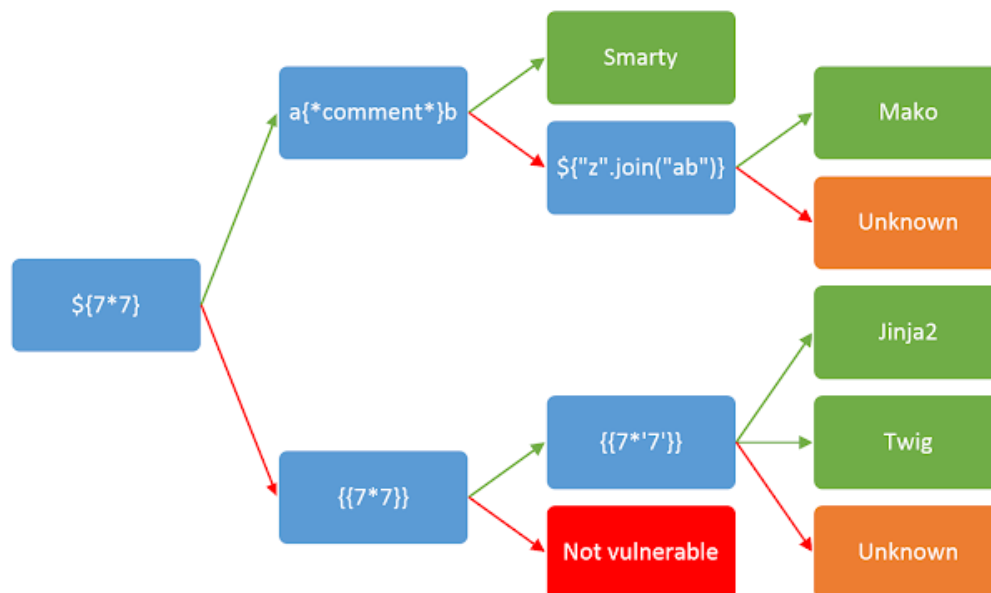 Smarty
a{*comment*}b
Mako
${"z".join("ab")}
Unknown
${7*7}
Jinja2
{{7*'7'}}
Twig
{{7*7}}
Not vulnerable
Unknown